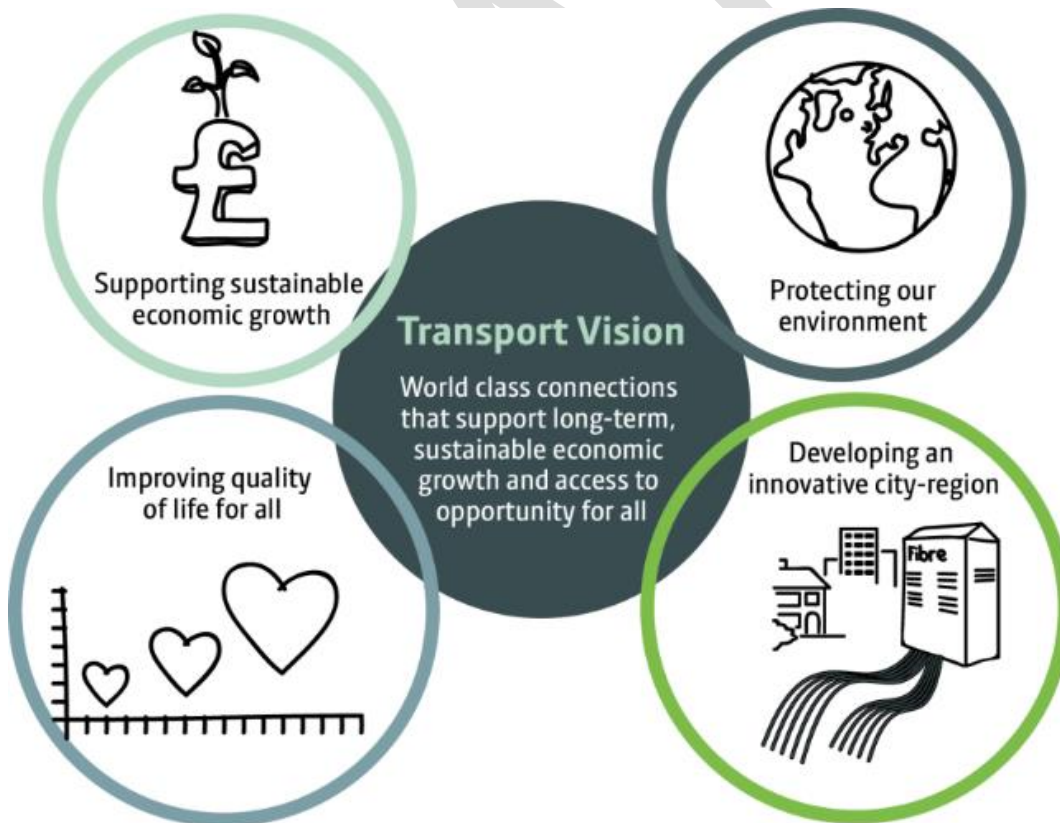 Supporting sustainable
economic growth
Protecting our
environment
Transport Vision
World class connections
that support long-term,
sustainable economic
growth and access to
opportunity for all
Improving quality
of life for all
Developing an
innovative city-region
Fibre